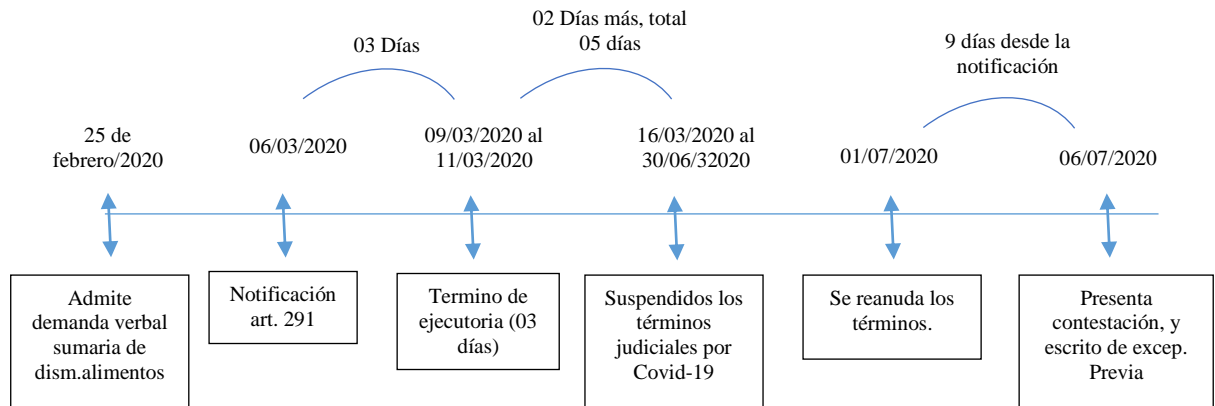 02 Días más, total
05 días
03 Días
9 días desde la
notificación
25 de
febrero/2020
06/03/2020
09/03/2020 al
11/03/2020
16/03/2020 al
30/06/32020
01/07/2020
06/07/2020
Admite
demanda verbal
sumaria de
dism.alimentos
Notificación
art. 291
Termino de
ejecutoria (03
días)
Suspendidos los
términos
judiciales por
Covid-19
Se reanuda los
términos.
Presenta
contestación, y
escrito de excep.
Previa